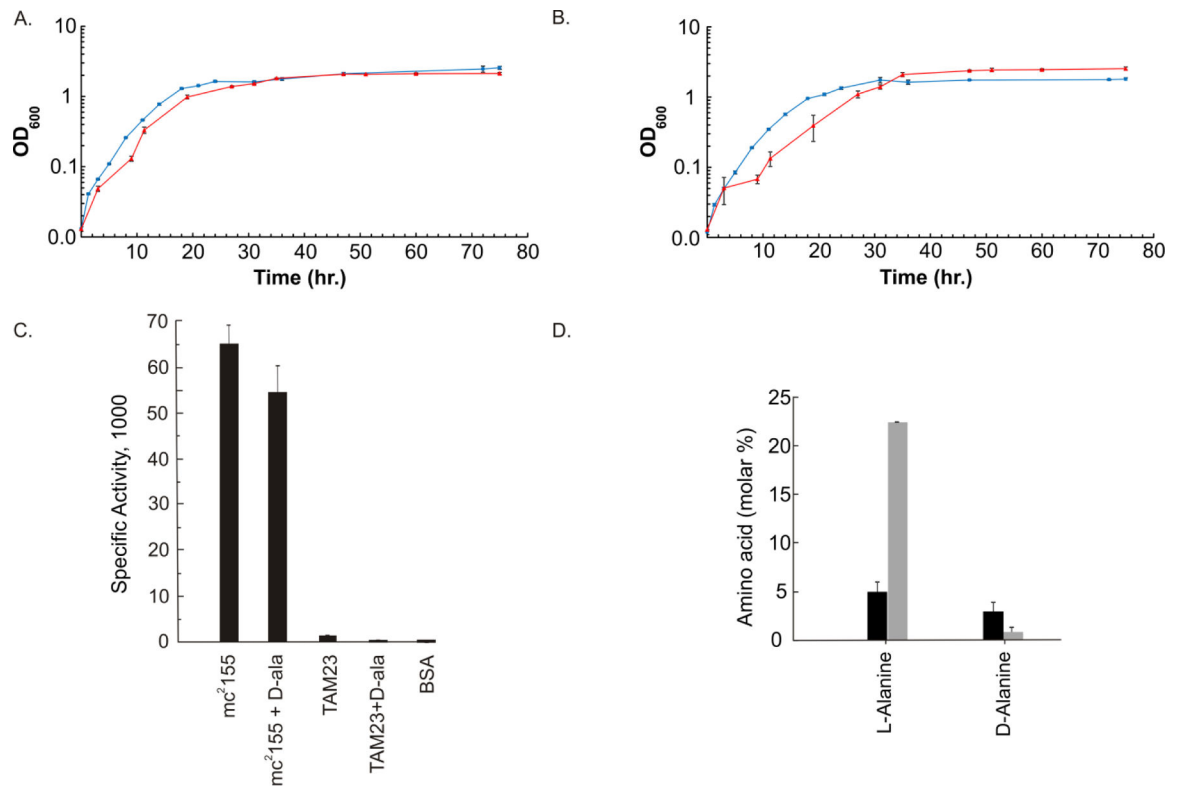 A.
10
1
0.1
0.0
OD600
10 20 30 40 50 60 70 80
Time (hr.)
B.
10
1
0.1
0.0
OD600
10 20 30 40 50 60 70 80
Time (hr.)
C.
70
60
50
40
30
20
10
0
Specific Activity, 1000
mc²155
mc²155 + D-ala
TAM23
TAM23+D-ala
BSA
D.
25
20
15
10
5
0
Amino acid (molar %)
L-Alanine
D-Alanine